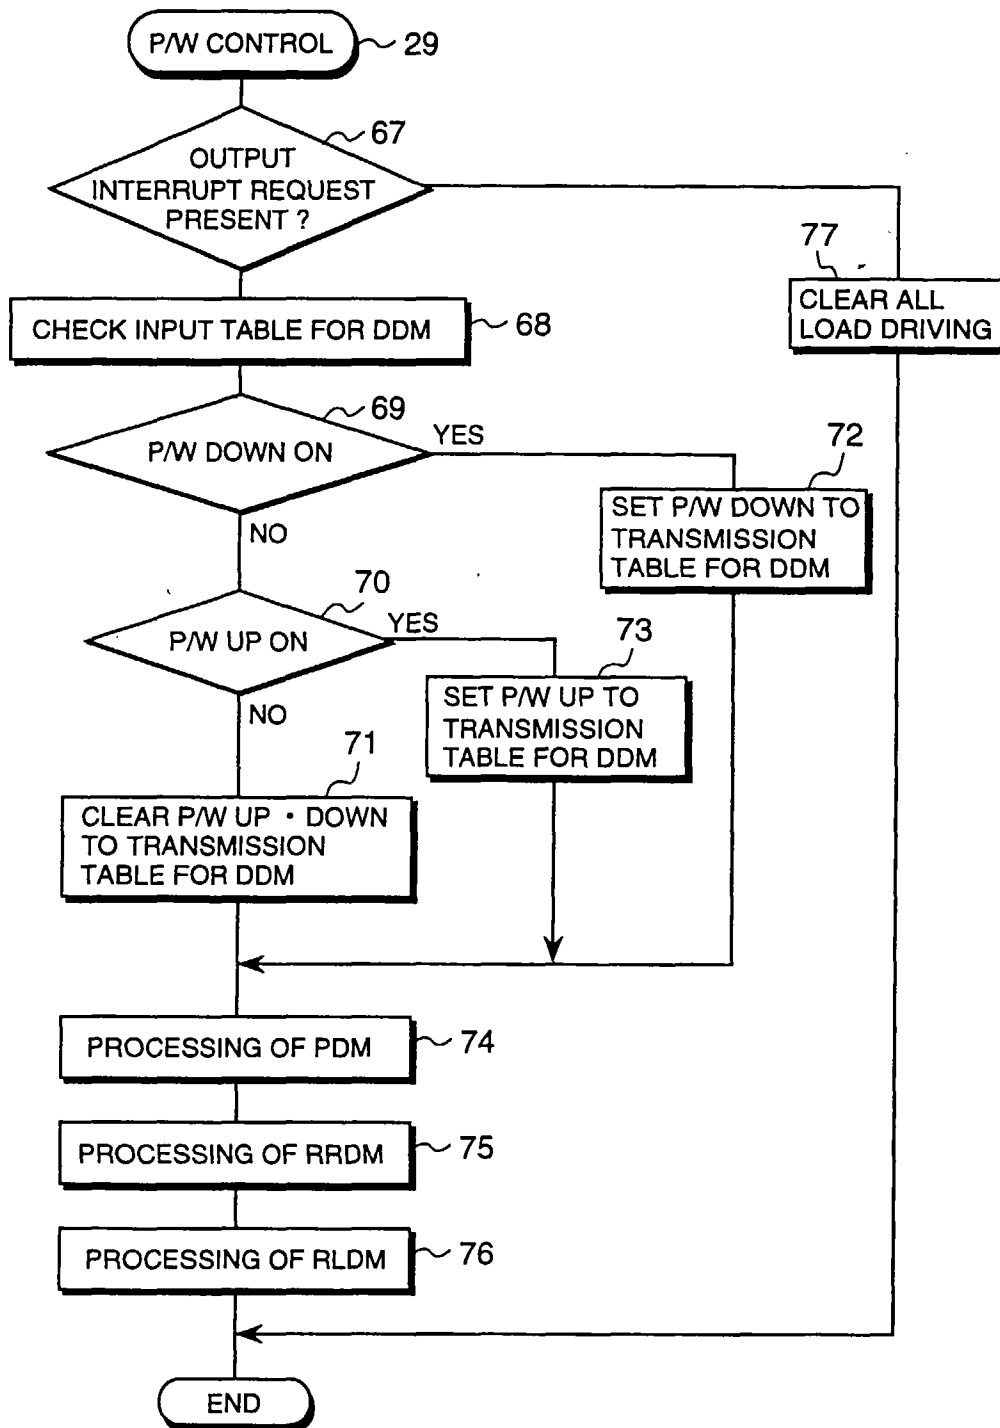 P/W CONTROL
29
67
OUTPUT
INTERRUPT REQUEST
PRESENT ?
77
CLEAR ALL
LOAD DRIVING
CHECK INPUT TABLE FOR DDM
68
69
P/W DOWN ON
YES
NO
72
SET P/W DOWN TO
TRANSMISSION
TABLE FOR DDM
70
P/W UP ON
YES
NO
73
SET P/W UP TO
TRANSMISSION
TABLE FOR DDM
71
CLEAR P/W UP • DOWN
TO TRANSMISSION
TABLE FOR DDM
PROCESSING OF PDM
74
PROCESSING OF RRDM
75
PROCESSING OF RLDM
76
END